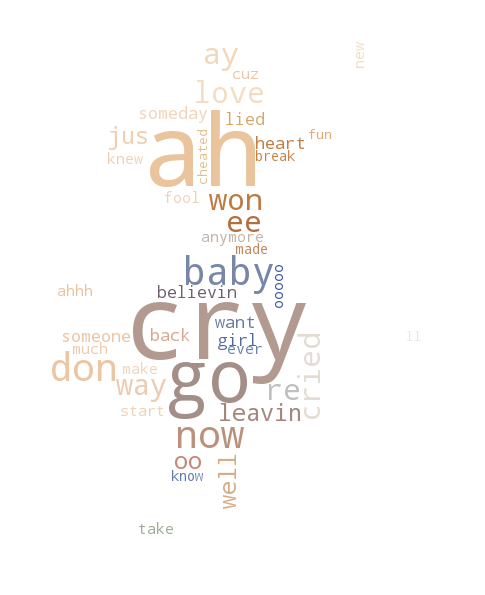 ay
new
cuz
love
someday
lied
ah
jus
cheated
heart
fun
knew
break
fool
won
ee
anymore
made
baby
ooooo
ahhh
believin
cry
want
someone
back
girl
cried
ll
much
ever
don
go
make
way
re
start
leavin
now
oo
well
know
take